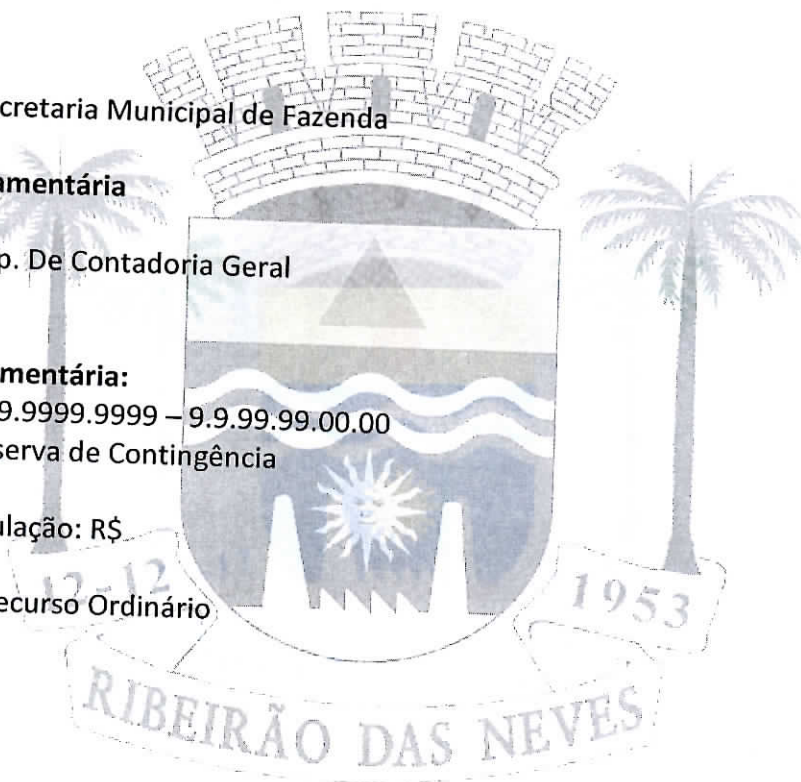 cretaria Municipal de Fazenda
amentária
p. De Contadoria Geral
mentária:
9.9999.9999 – 9.9.99.99.00.00
serva de Contingência
ulação: R$
12-12
ecurso Ordinário
1953
RIBEIRÃO DAS NEVES